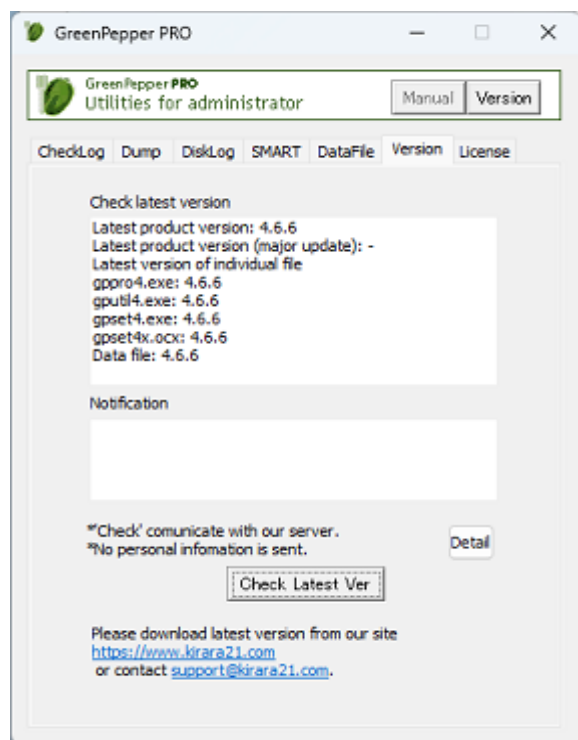 GreenPepper PRO
GreenPepper PRO
Utilities for administrator
Manual Version
CheckLog Dump DiskLog SMART DataFile Version License
Check latest version
Latest product version: 4.6.6
Latest product version (major update): -
Latest version of individual file
gppro4.exe: 4.6.6
gputil4.exe: 4.6.6
gpset4.exe: 4.6.6
gpset4x.ocx: 4.6.6
Data file: 4.6.6
Notification
*'Check' comunicate with our server.
*No personal infomation is sent.
Detail
Check Latest Ver
Please download latest version from our site
https://www.kirara21.com
or contact support@kirara21.com.